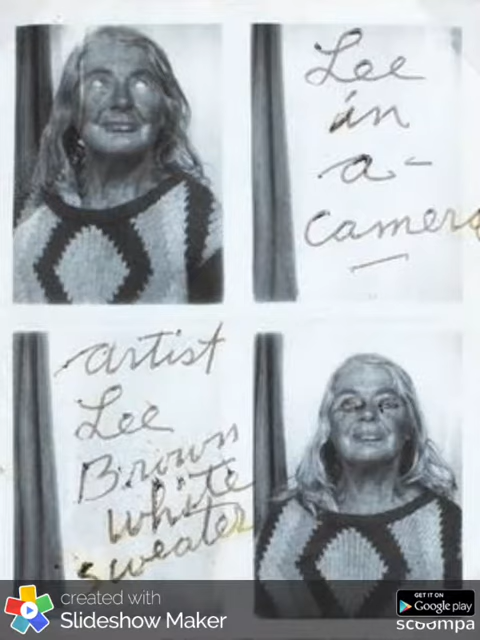 Lee
in
a-
camera
artist
Lee
Brown
white
sweater
created with
Slideshow Maker
GET IT ON
Google play
scoompa